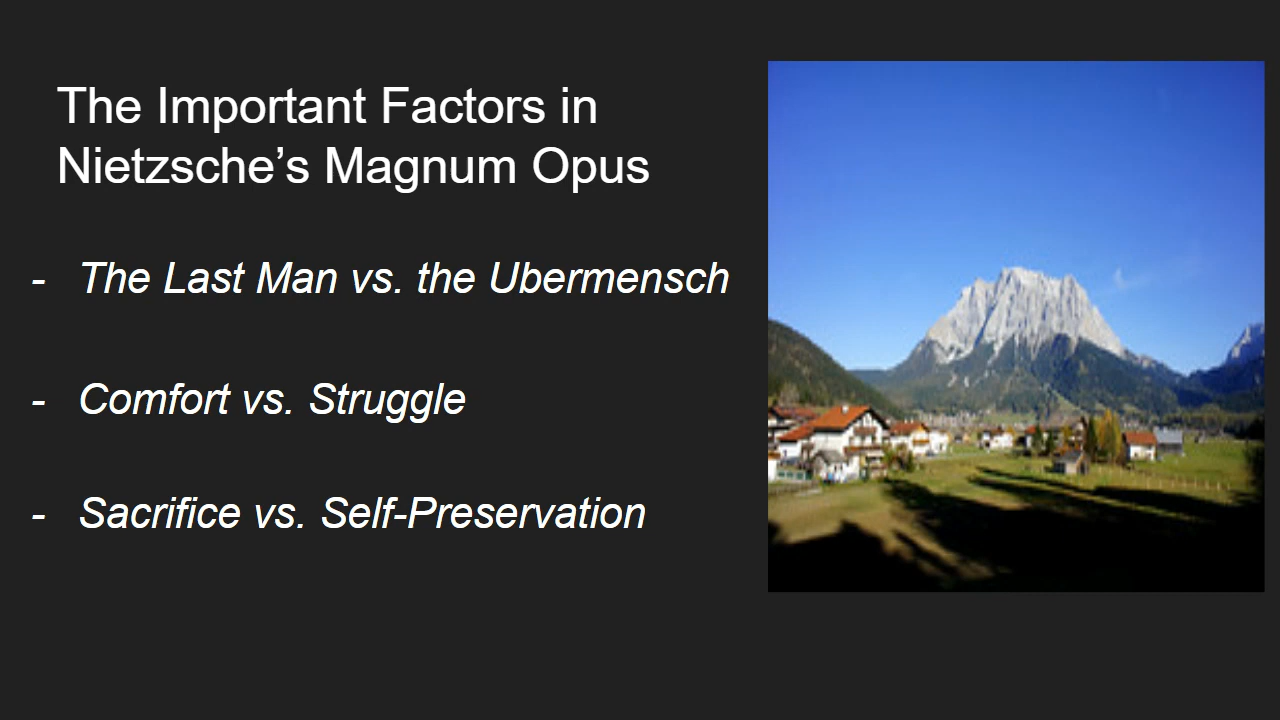 The Important Factors in
Nietzsche’s Magnum Opus
- The Last Man vs. the Ubermensch
- Comfort vs. Struggle
- Sacrifice vs. Self-Preservation